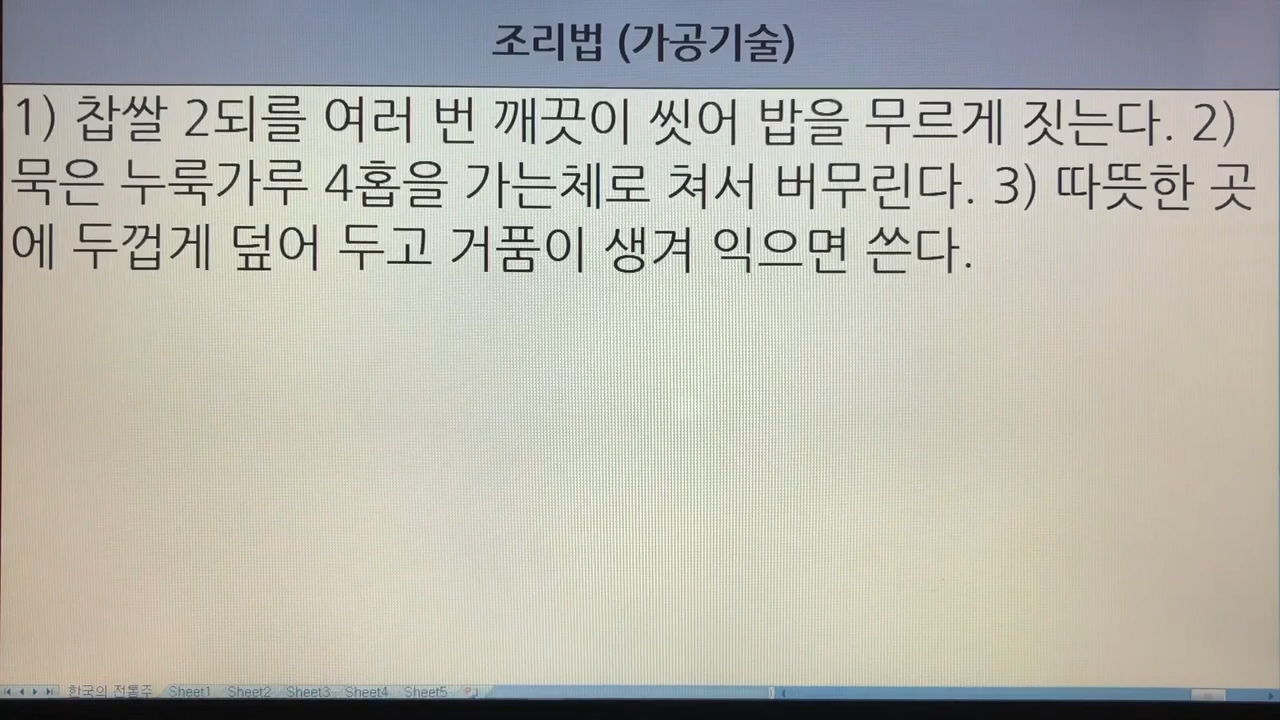 조리법 (가공기술)
1) 찹쌀 2되를 여러 번 깨끗이 씻어 밥을 무르게 짓는다. 2)
묵은 누룩가루 4홉을 가는체로 쳐서 버무린다. 3) 따뜻한 곳
에 두껍게 덮어 두고 거품이 생겨 익으면 쓴다.
한국의 전통주 Sheet1 Sheet2 Sheet3 Sheet4 Sheet5